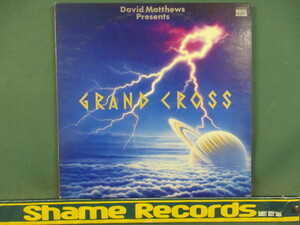 David Matthews
Presents
GRAND CROSS
Shame Records